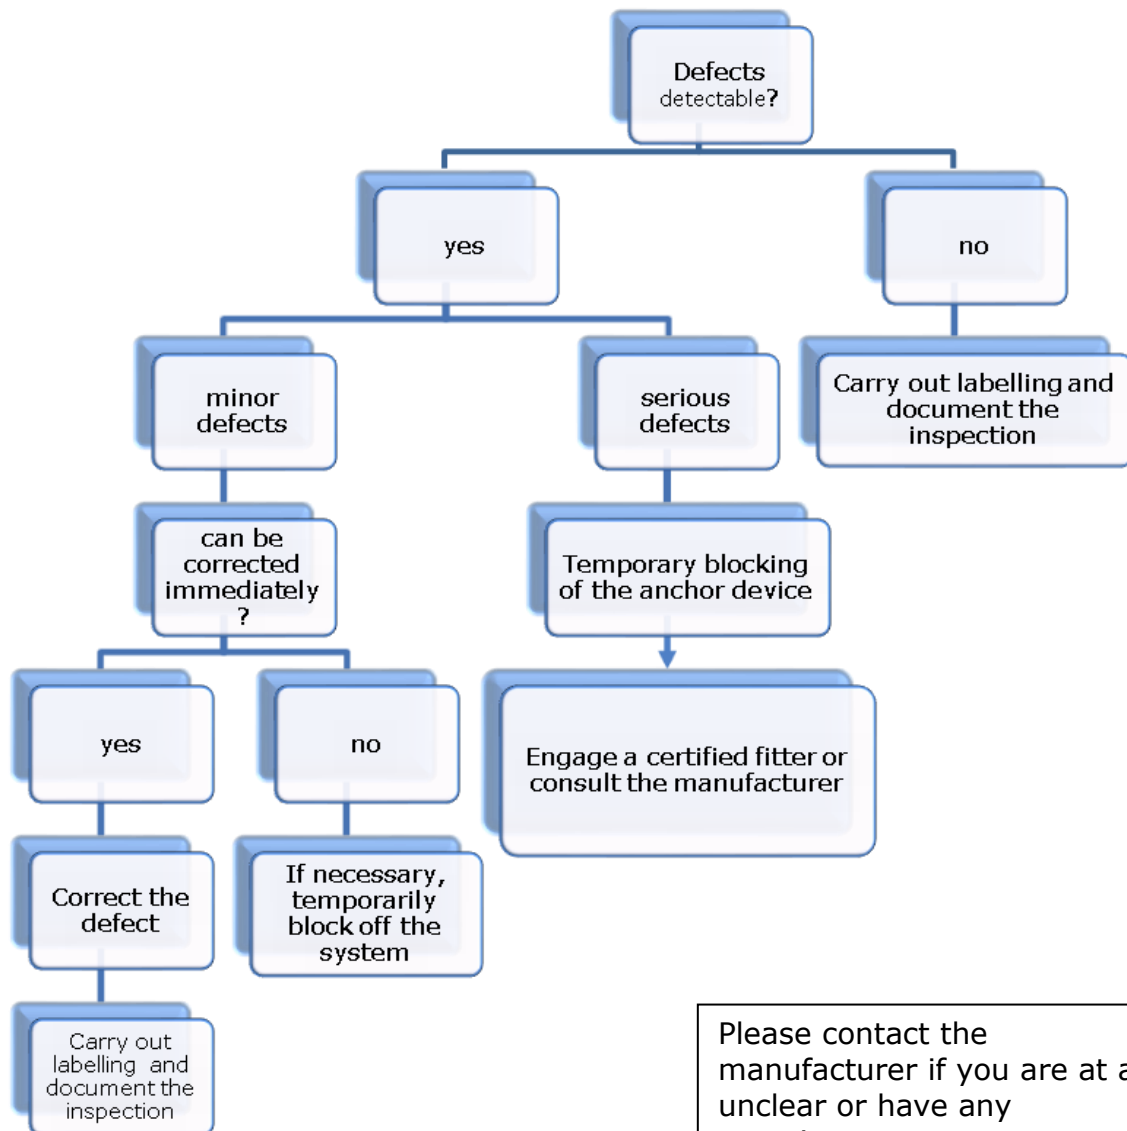 Defects
detectable?
yes
no
minor
defects
serious
defects
Carry out labelling and
document the
inspection
can be
corrected
immediately
?
Temporary blocking
of the anchor device
yes
no
Engage a certified fitter or
consult the manufacturer
Correct the
defect
If necessary,
temporarily
block off the
system
Carry out
labelling and
document the
inspection
Please contact the
manufacturer if you are at
unclear or have any